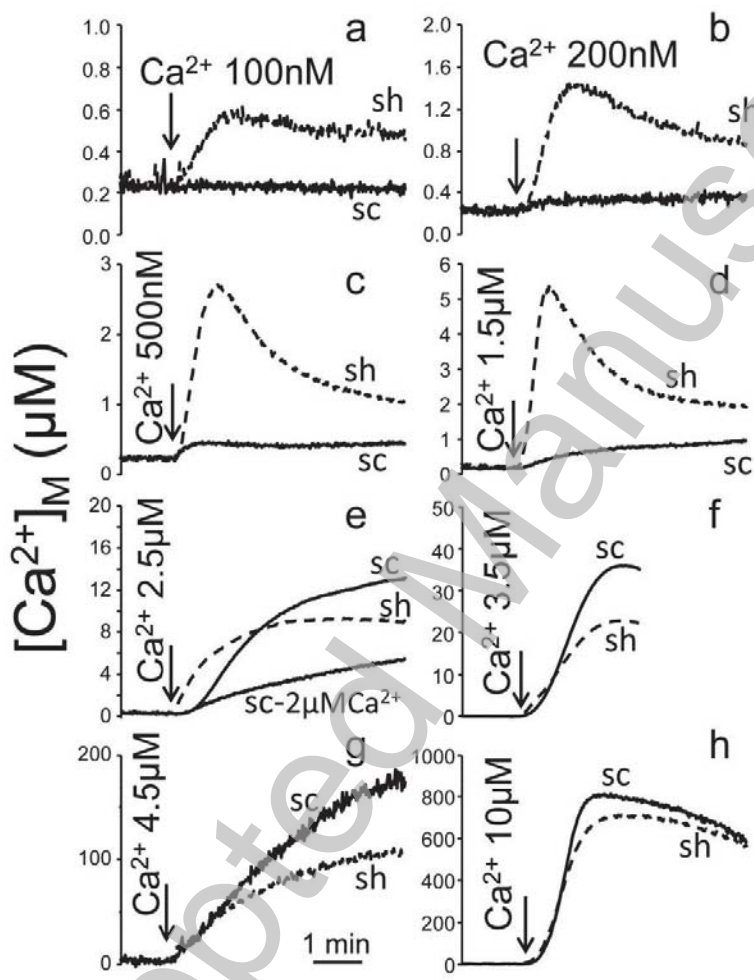 a
1.0
0.8
0.6
0.4
0.2
0.0
Ca²⁺ 100nM
sh
sc
b
2.0
1.6
1.2
0.8
0.4
0.0
Ca²⁺ 200nM
sh
sc
c
3
2
1
0
Ca²⁺ 500nM
sh
sc
d
6
5
4
3
2
1
0
Ca²⁺ 1.5µM
sh
sc
[Ca²⁺]M (µM)
e
20
16
12
8
4
0
Ca²⁺ 2.5µM
sc
sh
sc-2µMCa²⁺
f
50
40
30
20
10
0
Ca²⁺ 3.5µM
sc
sh
g
200
100
0
Ca²⁺ 4.5µM
sc
sh
1 min
h
1000
800
600
400
200
0
Ca²⁺ 10µM
sc
sh
pted Manus